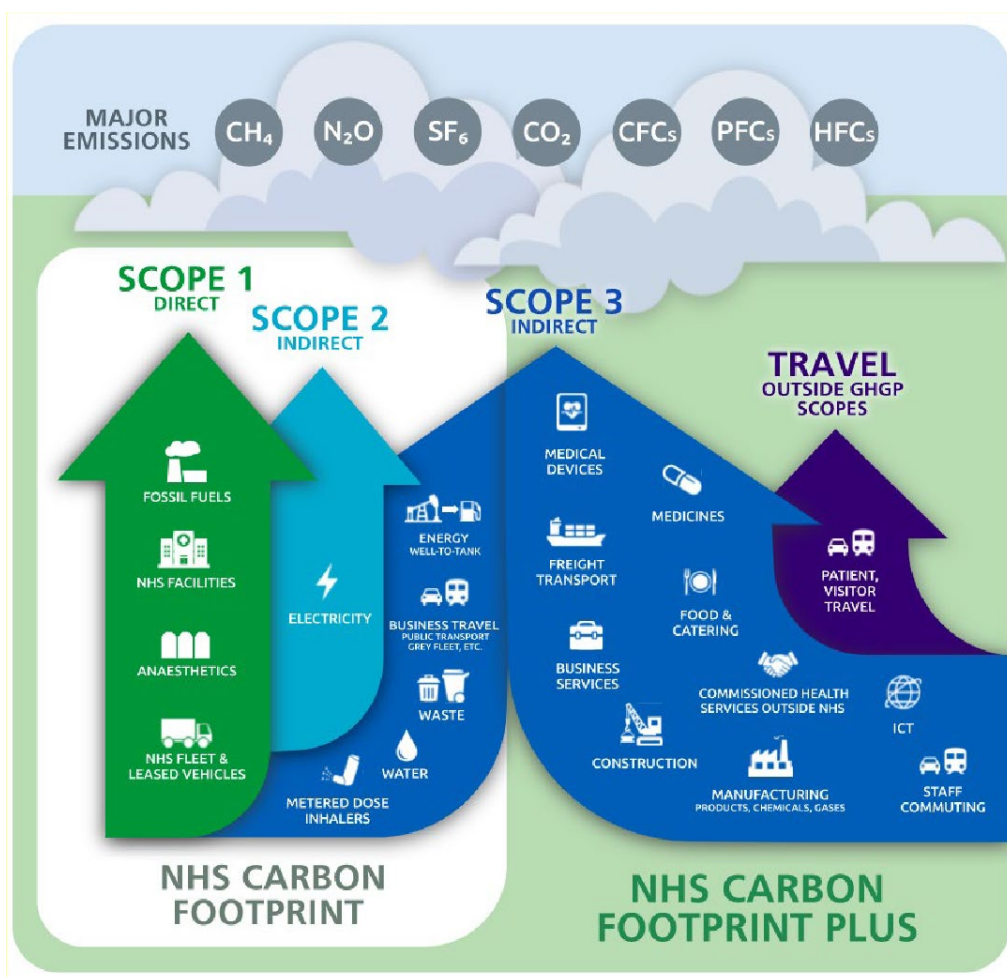 MAJOR
EMISSIONS
CH₄
N₂O
SF₆
CO₂
CFCs
PFCs
HFCs
SCOPE 1
DIRECT
FOSSIL FUELS
NHS FACILITIES
ANAESTHETICS
NHS FLEET &
LEASED VEHICLES
SCOPE 2
INDIRECT
ELECTRICITY
SCOPE 3
INDIRECT
ENERGY
WELL-TO-TANK
BUSINESS TRAVEL
PUBLIC TRANSPORT
GREY FLEET, ETC.
WASTE
WATER
METERED DOSE
INHALERS
MEDICAL
DEVICES
MEDICINES
FREIGHT
TRANSPORT
FOOD &
CATERING
BUSINESS
SERVICES
COMMISSIONED HEALTH
SERVICES OUTSIDE NHS
ICT
CONSTRUCTION
MANUFACTURING
PRODUCTS, CHEMICALS, GASES
STAFF
COMMUTING
TRAVEL
OUTSIDE GHGP
SCOPES
PATIENT,
VISITOR
TRAVEL
NHS CARBON
FOOTPRINT
NHS CARBON
FOOTPRINT PLUS